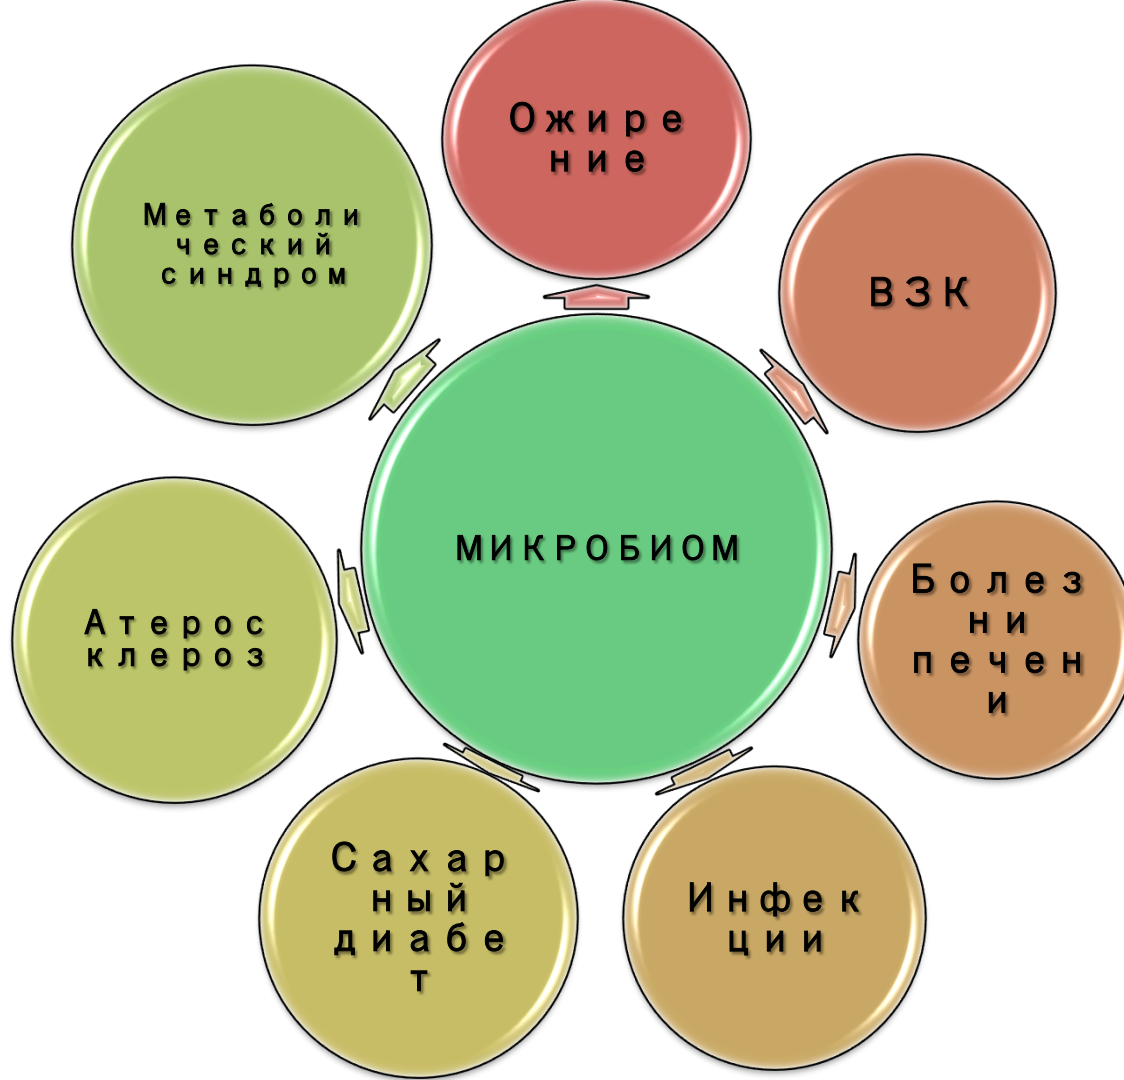 Ожире
ние
Метаболи
ческий
синдром
ВЗК
МИКРОБИОМ
Болез
ни
печен
и
Атерос
клероз
Сахар
ный
диабе
т
Инфек
ции